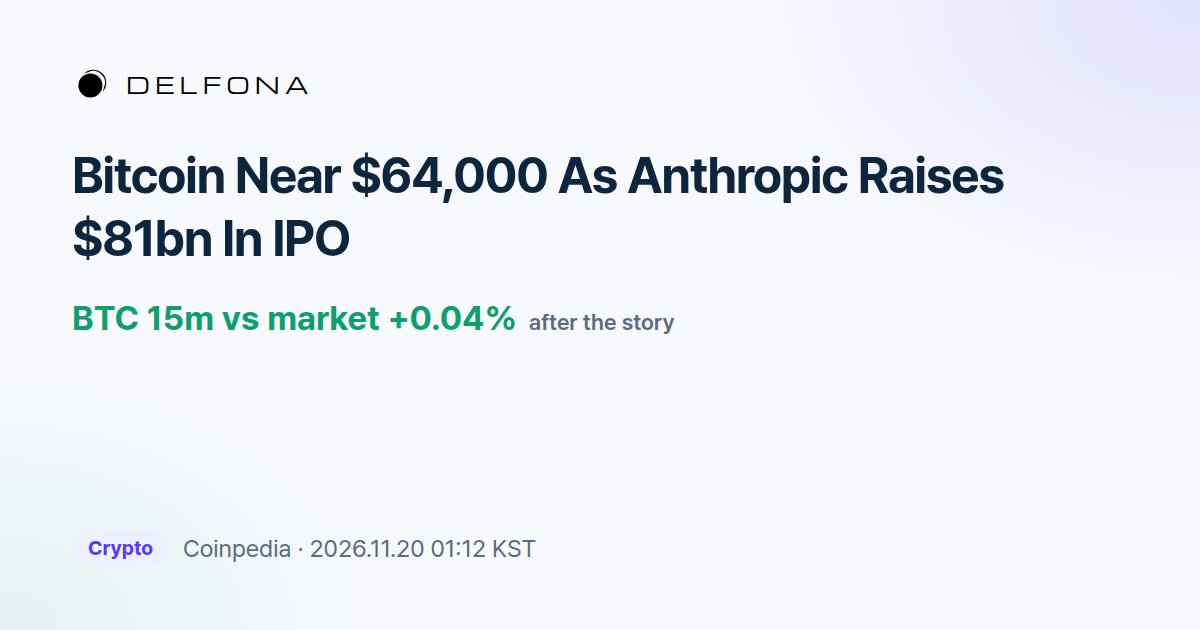 DELFONA
Bitcoin Near $64,000 As Anthropic Raises
$81bn In IPO
BTC 15m vs market +0.04% after the story
Crypto Coinpedia · 2026.11.20 01:12 KST